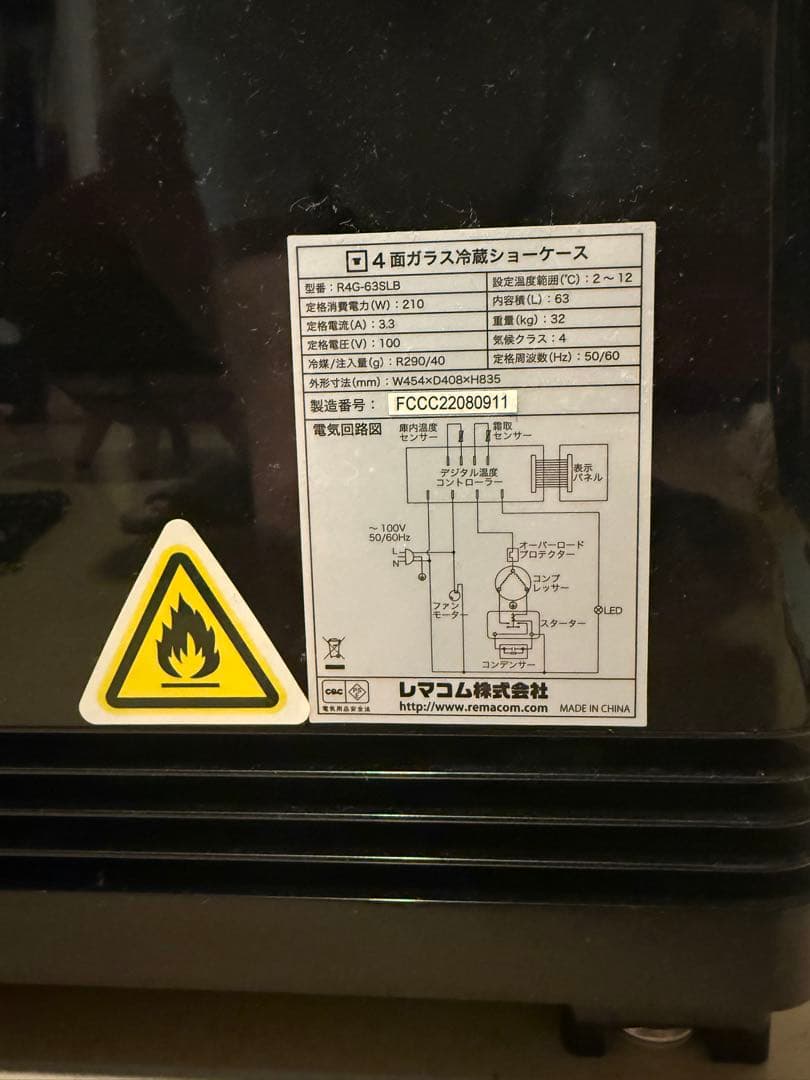 4面ガラス冷蔵ショーケース
型番：R4G-63SLB
設定温度範囲(℃)：2〜12
定格消費電力(W)：210
内容積(L)：63
定格電流(A)：3.3
重量(kg)：32
定格電圧(V)：100
気候クラス：4
冷媒/注入量(g)：R290/40
定格周波数(Hz)：50/60
外形寸法(mm)：W454×D408×H835
製造番号： FCCC22080911
電気回路図
庫内温度
センサー
霜取
センサー
デジタル温度
コントローラー
表示
パネル
〜100V
50/60Hz
L
N
オーバーロード
プロテクター
コンプ
レッサー
ファン
モーター
スターター
LED
コンデンサー
CQC
PSE
電気用品安全法
レマコム株式会社
http://www.remacom.com
MADE IN CHINA